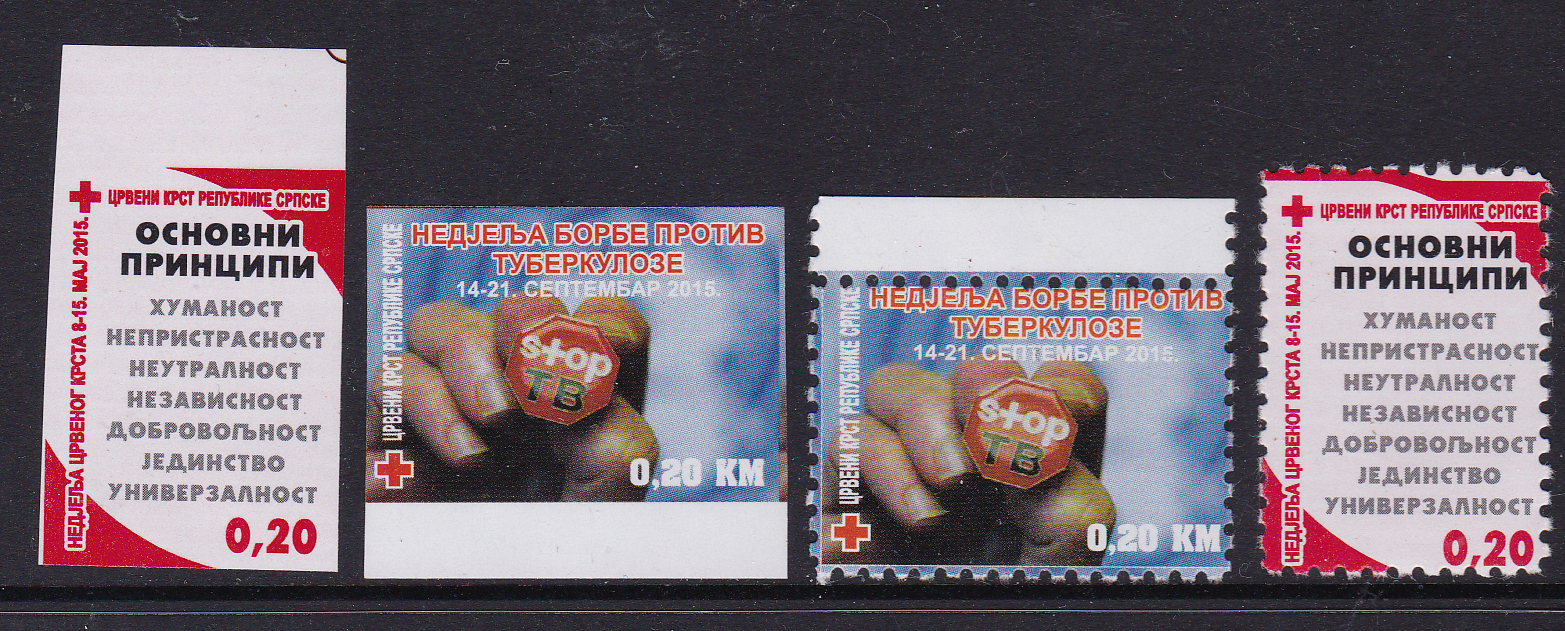 ЦРВЕНИ КРСТ РЕПУБЛИКЕ СРПСКЕ
НЕДЈЕЉА ЦРВЕНОГ КРСТА 8-15. МАЈ 2015.
ОСНОВНИ
ПРИНЦИПИ
ХУМАНОСТ
НЕПРИСТРАСНОСТ
НЕУТРАЛНОСТ
НЕЗАВИСНОСТ
ДОБРОВОЉНОСТ
ЈЕДИНСТВО
УНИВЕРЗАЛНОСТ
0,20
НЕДЈЕЉА БОРБЕ ПРОТИВ
ТУБЕРКУЛОЗЕ
14-21. СЕПТЕМБАР 2015.
ЦРВЕНИ КРСТ РЕПУБЛИКЕ СРПСКЕ
stop
TB
0,20 КМ
НЕДЈЕЉА БОРБЕ ПРОТИВ
ТУБЕРКУЛОЗЕ
14-21. СЕПТЕМБАР 2015.
ЦРВЕНИ КРСТ РЕПУБЛИКЕ СРПСКЕ
stop
TB
0,20 КМ
ЦРВЕНИ КРСТ РЕПУБЛИКЕ СРПСКЕ
НЕДЈЕЉА ЦРВЕНОГ КРСТА 8-15. МАЈ 2015.
ОСНОВНИ
ПРИНЦИПИ
ХУМАНОСТ
НЕПРИСТРАСНОСТ
НЕУТРАЛНОСТ
НЕЗАВИСНОСТ
ДОБРОВОЉНОСТ
ЈЕДИНСТВО
УНИВЕРЗАЛНОСТ
0,20